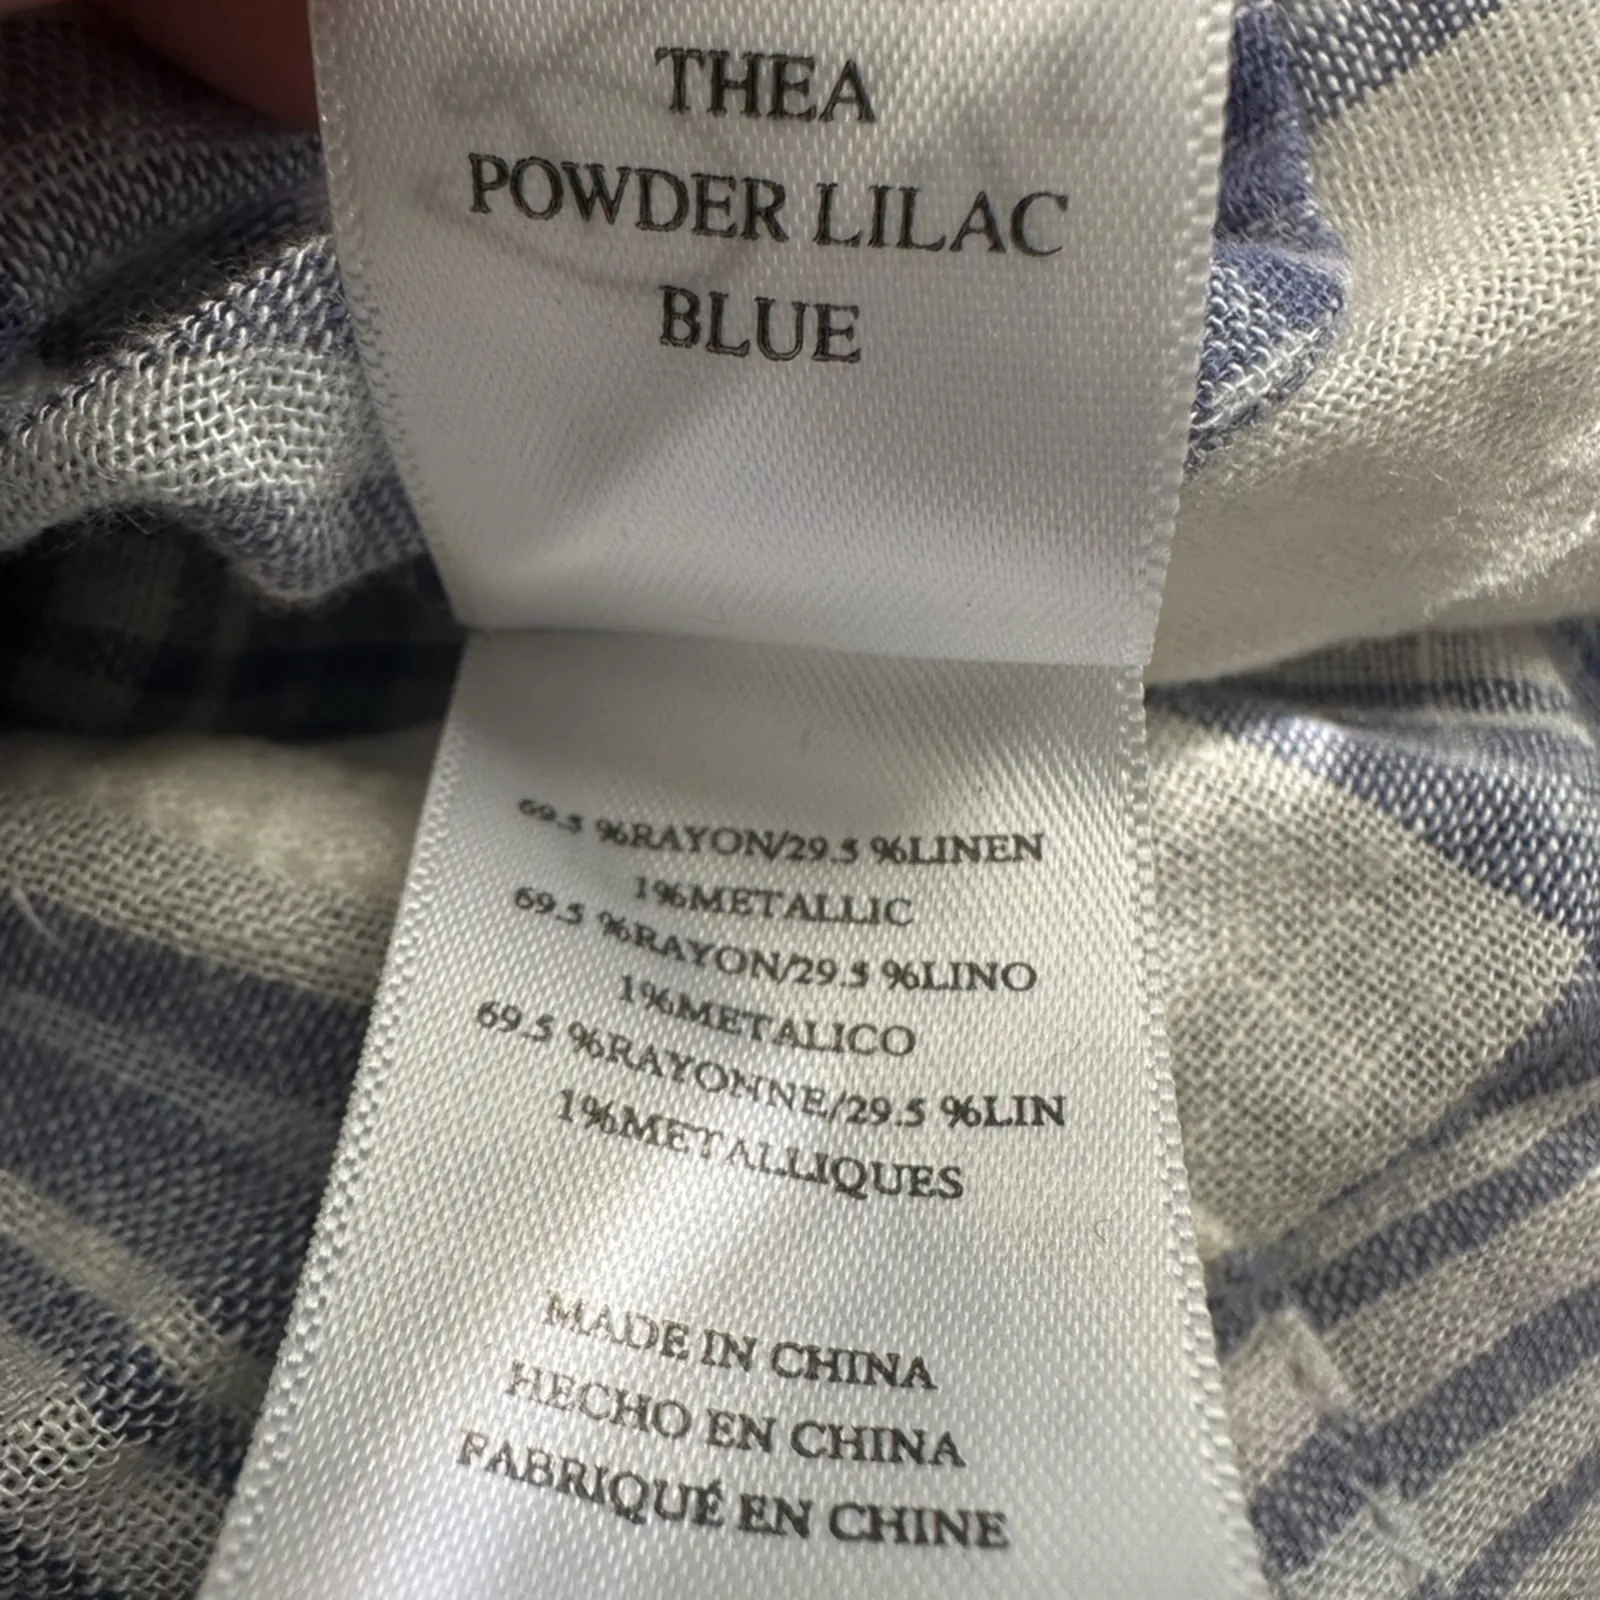 THEA
POWDER LILAC
BLUE
69.5 %RAYON/29.5 %LINEN
1%METALLIC
69.5 %RAYON/29.5 %LINO
1%METALICO
69.5 %RAYONNE/29.5 %LIN
1%METALLIQUES
MADE IN CHINA
HECHO EN CHINA
FABRIQUÉ EN CHINE